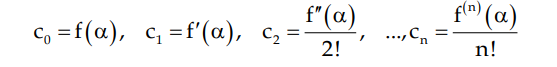 c₀ = f(α), c₁ = f′(α), c₂ = f″(α)/2!, ...,cₙ = f⁽ⁿ⁾(α)/n!